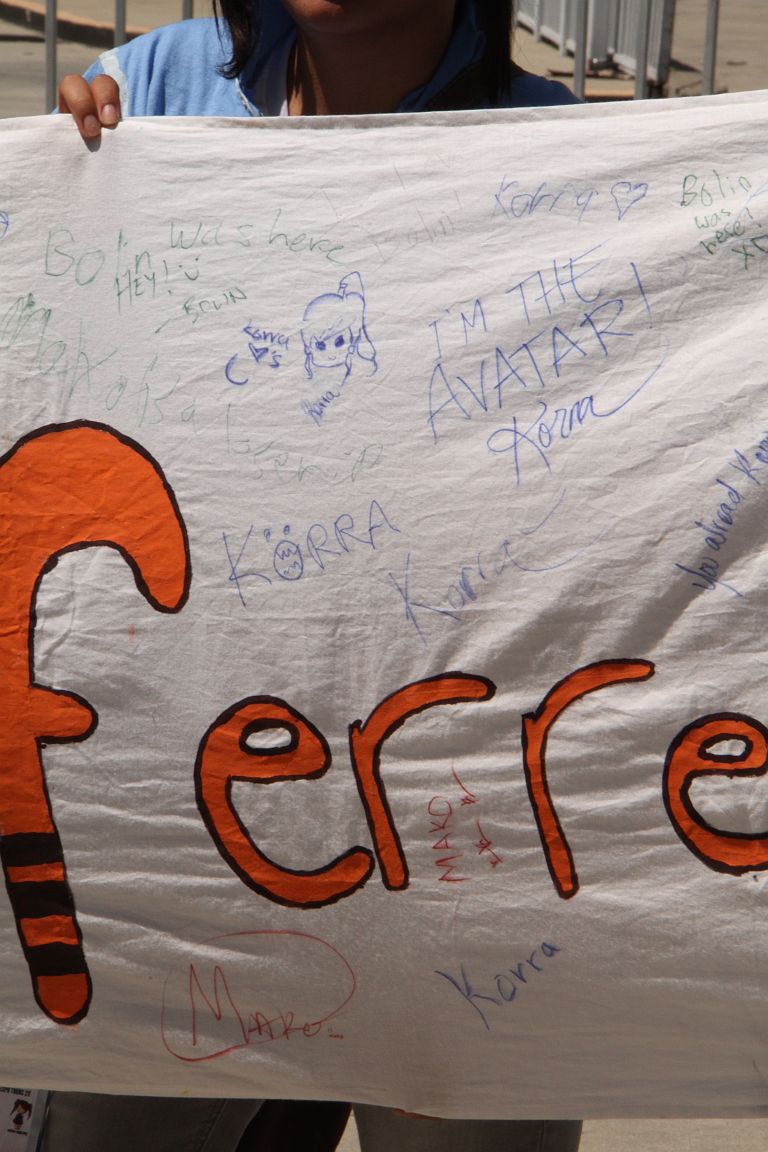 Korra ♡
Bolin
was
here!
XD
Bolin was here
HEY!
BOLIN
Korra
I'M THE
AVATAR!
Korra
Korra
KORRA
Korra
ferre
MAKO
Korra
MAKO...